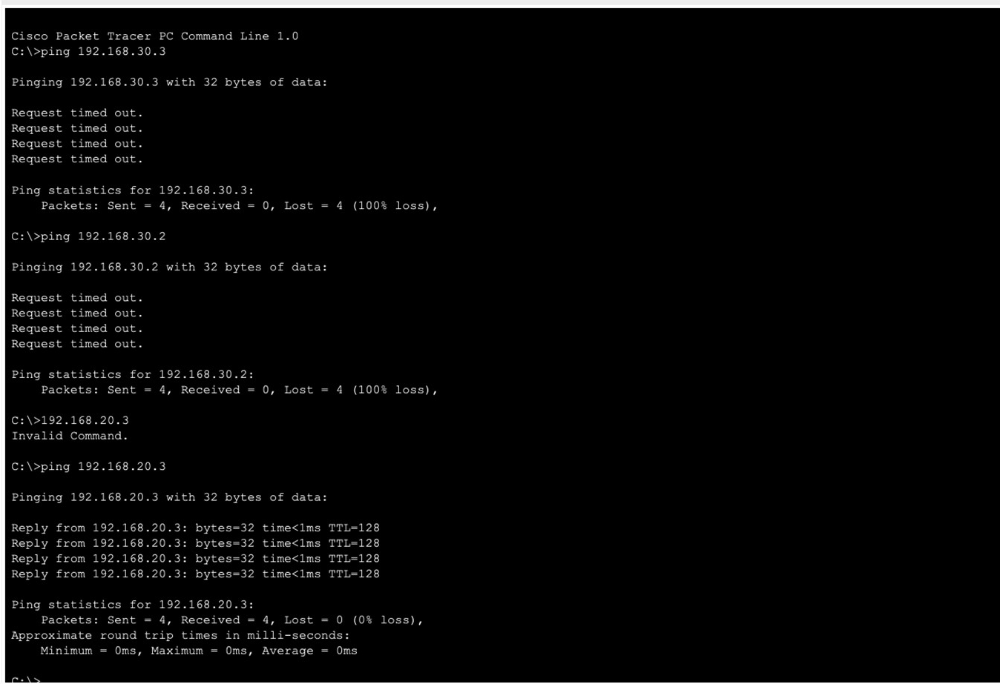 Cisco Packet Tracer PC Command Line 1.0
C:\>ping 192.168.30.3
Pinging 192.168.30.3 with 32 bytes of data:
Request timed out.
Request timed out.
Request timed out.
Request timed out.
Ping statistics for 192.168.30.3:
    Packets: Sent = 4, Received = 0, Lost = 4 (100% loss),
C:\>ping 192.168.30.2
Pinging 192.168.30.2 with 32 bytes of data:
Request timed out.
Request timed out.
Request timed out.
Request timed out.
Ping statistics for 192.168.30.2:
    Packets: Sent = 4, Received = 0, Lost = 4 (100% loss),
C:\>192.168.20.3
Invalid Command.
C:\>ping 192.168.20.3
Pinging 192.168.20.3 with 32 bytes of data:
Reply from 192.168.20.3: bytes=32 time<1ms TTL=128
Reply from 192.168.20.3: bytes=32 time<1ms TTL=128
Reply from 192.168.20.3: bytes=32 time<1ms TTL=128
Reply from 192.168.20.3: bytes=32 time<1ms TTL=128
Ping statistics for 192.168.20.3:
    Packets: Sent = 4, Received = 4, Lost = 0 (0% loss),
Approximate round trip times in milli-seconds:
    Minimum = 0ms, Maximum = 0ms, Average = 0ms
C:\>